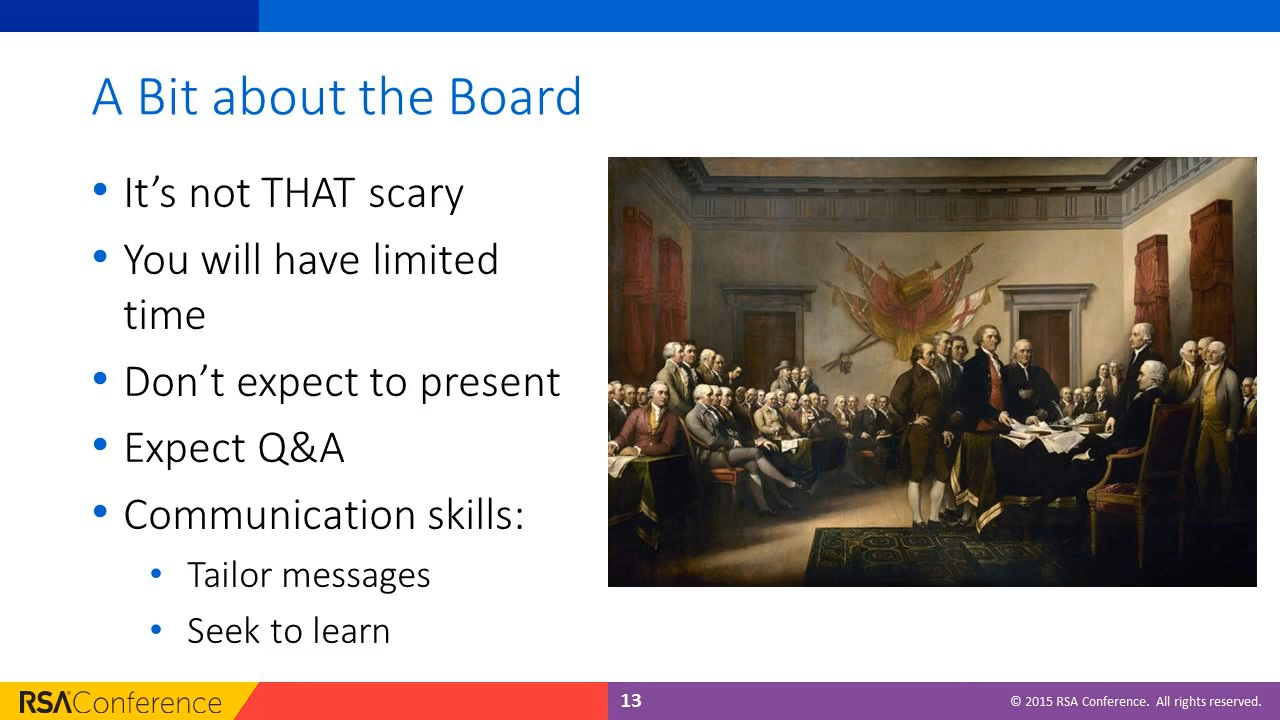 A Bit about the Board
• It’s not THAT scary
• You will have limited
time
• Don’t expect to present
• Expect Q&A
• Communication skills:
• Tailor messages
• Seek to learn
RSAConference
13
© 2015 RSA Conference. All rights reserved.